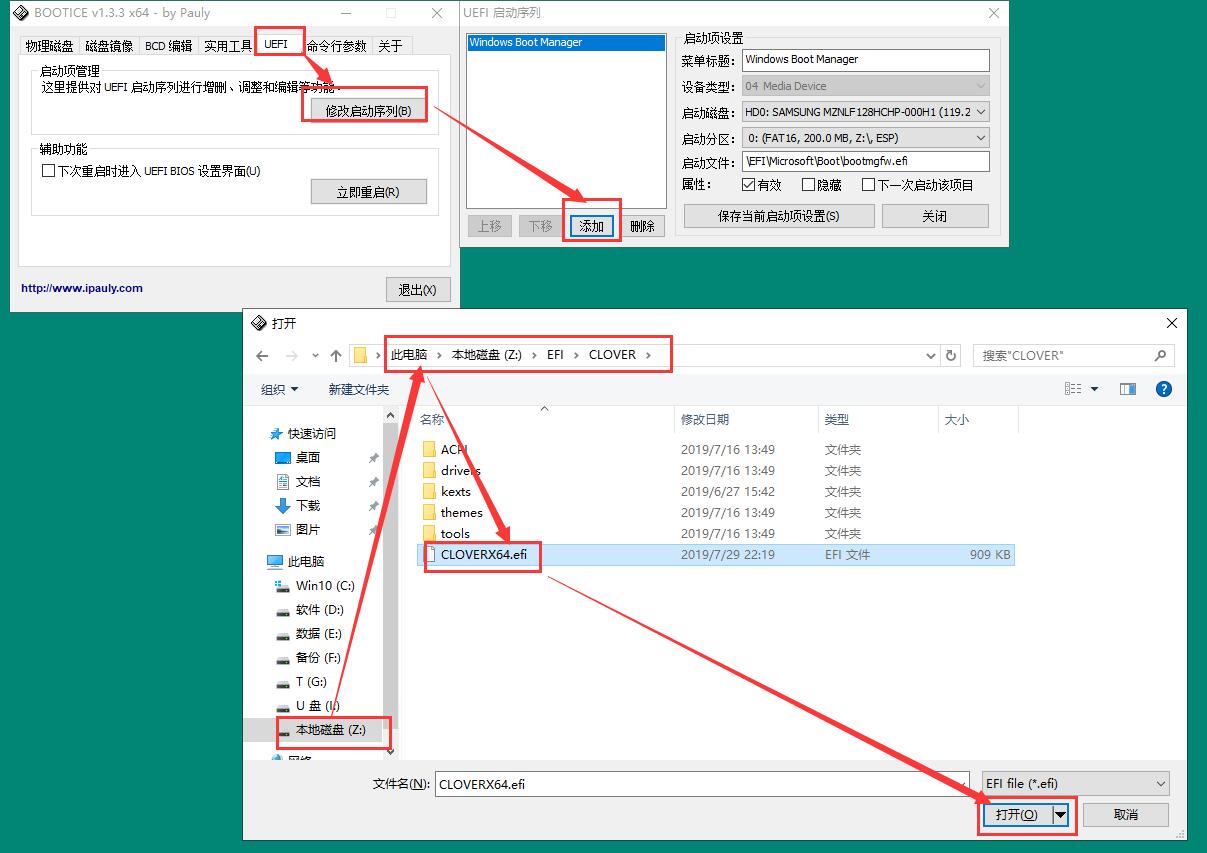 BOOTICE v1.3.3 x64 - by Pauly
物理磁盘 磁盘镜像 BCD 编辑 实用工具 UEFI 命令行参数 关于
启动项管理
这里提供对 UEFI 启动序列进行增删、调整和编辑等功能。
修改启动序列(B)
辅助功能
下次重启时进入 UEFI BIOS 设置界面(U)
立即重启(R)
http://www.ipauly.com
退出(X)
UEFI 启动序列
Windows Boot Manager
上移 下移 添加 删除
启动项设置
菜单标题: Windows Boot Manager
设备类型: 04 Media Device
启动磁盘: HD0: SAMSUNG MZNLF128HCHP-000H1 (119.2
启动分区: 0: (FAT16, 200.0 MB, Z:\, ESP)
启动文件: \EFI\Microsoft\Boot\bootmgfw.efi
属性: 有效 隐藏 下一次启动该项目
保存当前启动项设置(S) 关闭
打开
此电脑 › 本地磁盘 (Z:) › EFI › CLOVER ›
搜索"CLOVER"
组织 新建文件夹
快速访问
桌面
文档
下载
图片
此电脑
Win10 (C:)
软件 (D:)
数据 (E:)
备份 (F:)
T (G:)
U 盘 (I:)
本地磁盘 (Z:)
网络
名称 修改日期 类型 大小
ACPI 2019/7/16 13:49 文件夹
drivers 2019/7/16 13:49 文件夹
kexts 2019/6/27 15:42 文件夹
themes 2019/7/16 13:49 文件夹
tools 2019/7/16 13:49 文件夹
CLOVERX64.efi 2019/7/29 22:19 EFI 文件 909 KB
文件名(N): CLOVERX64.efi
EFI file (*.efi)
打开(O) 取消